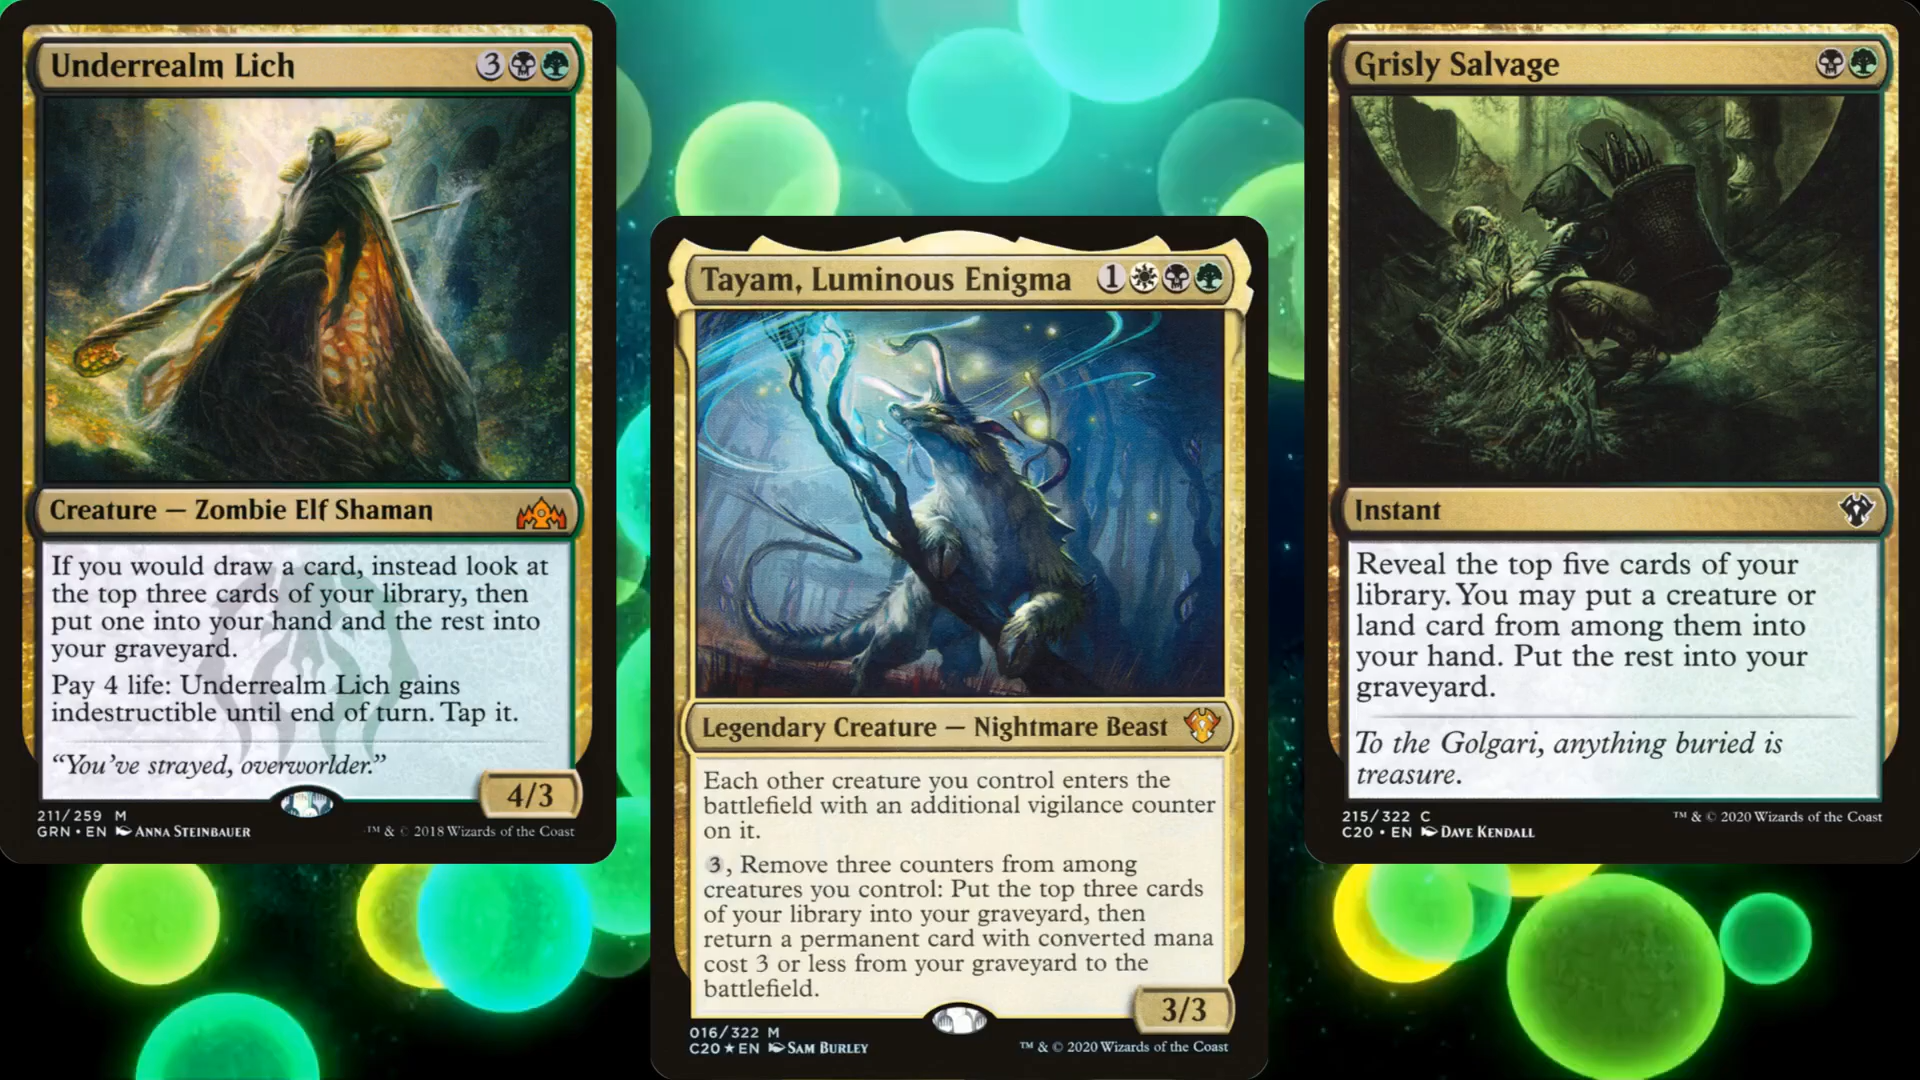 Underrealm Lich 3
Creature — Zombie Elf Shaman
If you would draw a card, instead look at
the top three cards of your library, then
put one into your hand and the rest into
your graveyard.
Pay 4 life: Underrealm Lich gains
indestructible until end of turn. Tap it.
“You’ve strayed, overworlder.”
4/3
211/259 M
GRN • EN ANNA STEINBAUER
™ & © 2018 Wizards of the Coast
Tayam, Luminous Enigma 1
Legendary Creature — Nightmare Beast
Each other creature you control enters the
battlefield with an additional vigilance counter
on it.
3, Remove three counters from among
creatures you control: Put the top three cards
of your library into your graveyard, then
return a permanent card with converted mana
cost 3 or less from your graveyard to the
battlefield.
3/3
016/322 M
C20 ★ EN SAM BURLEY
™ & © 2020 Wizards of the Coast
Grisly Salvage
Instant
Reveal the top five cards of your
library. You may put a creature or
land card from among them into
your hand. Put the rest into your
graveyard.
To the Golgari, anything buried is
treasure.
215/322 C
C20 • EN DAVE KENDALL
™ & © 2020 Wizards of the Coast